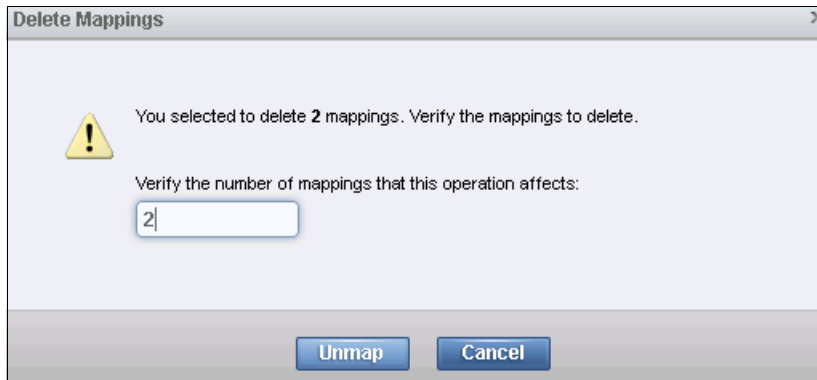 Delete Mappings
You selected to delete 2 mappings. Verify the mappings to delete.
Verify the number of mappings that this operation affects:
2
Unmap Cancel